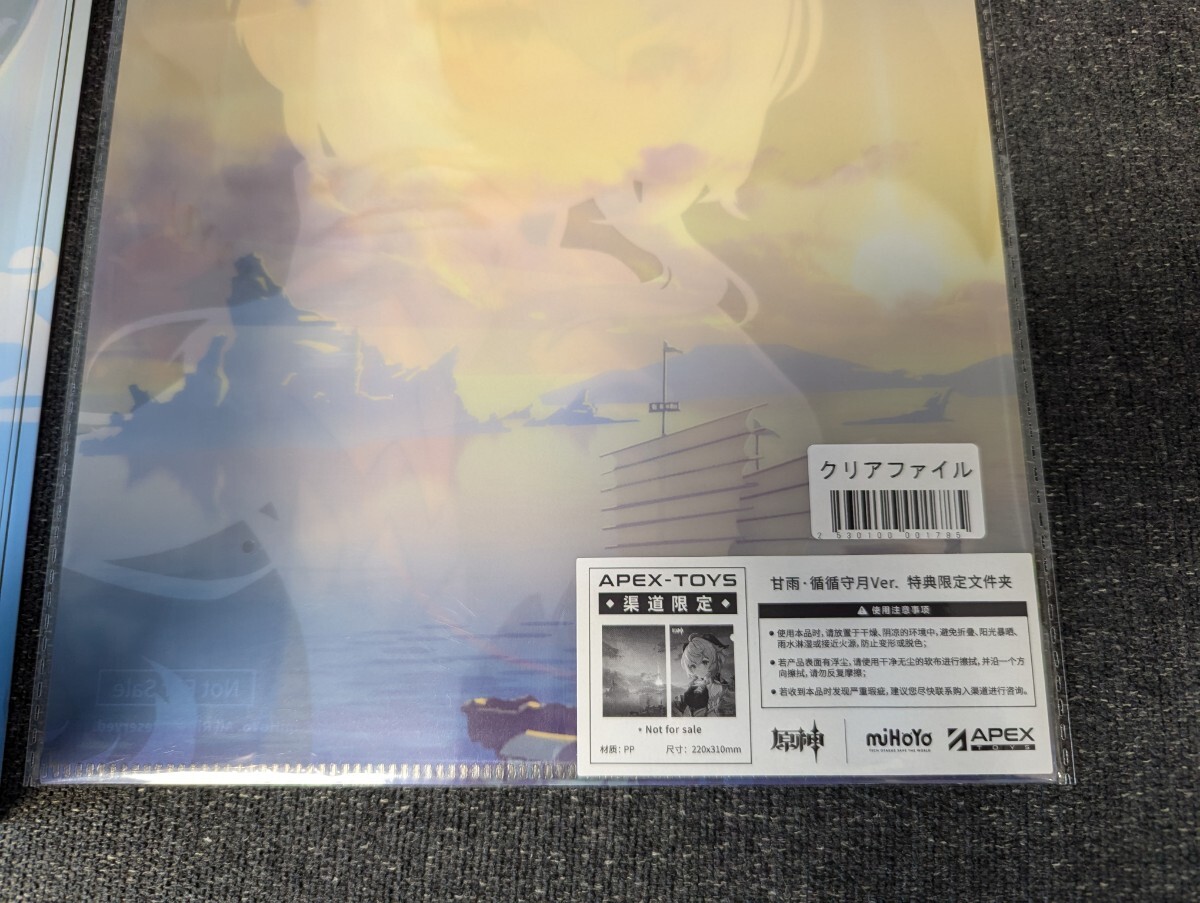 クリアファイル
2 530100 001785
APEX-TOYS
渠道限定
原神
• Not for sale
材质: PP 尺寸: 220x310mm
甘雨·循循守月Ver. 特典限定文件夹
使用注意事项
• 使用本品时,请放置于干燥、阴凉的环境中,避免折叠、阳光暴晒、
雨水淋湿或接近火源,防止变形或脱色;
• 若产品表面有浮尘,请使用干净无尘的软布进行擦拭,并沿一个方
向擦拭,请勿反复摩擦;
• 若收到本品时发现严重瑕疵,建议您尽快联系购入渠道进行咨询。
原神
miHoYo
TECH OTAKUS SAVE THE WORLD
APEX
TOYS
Not For Sale